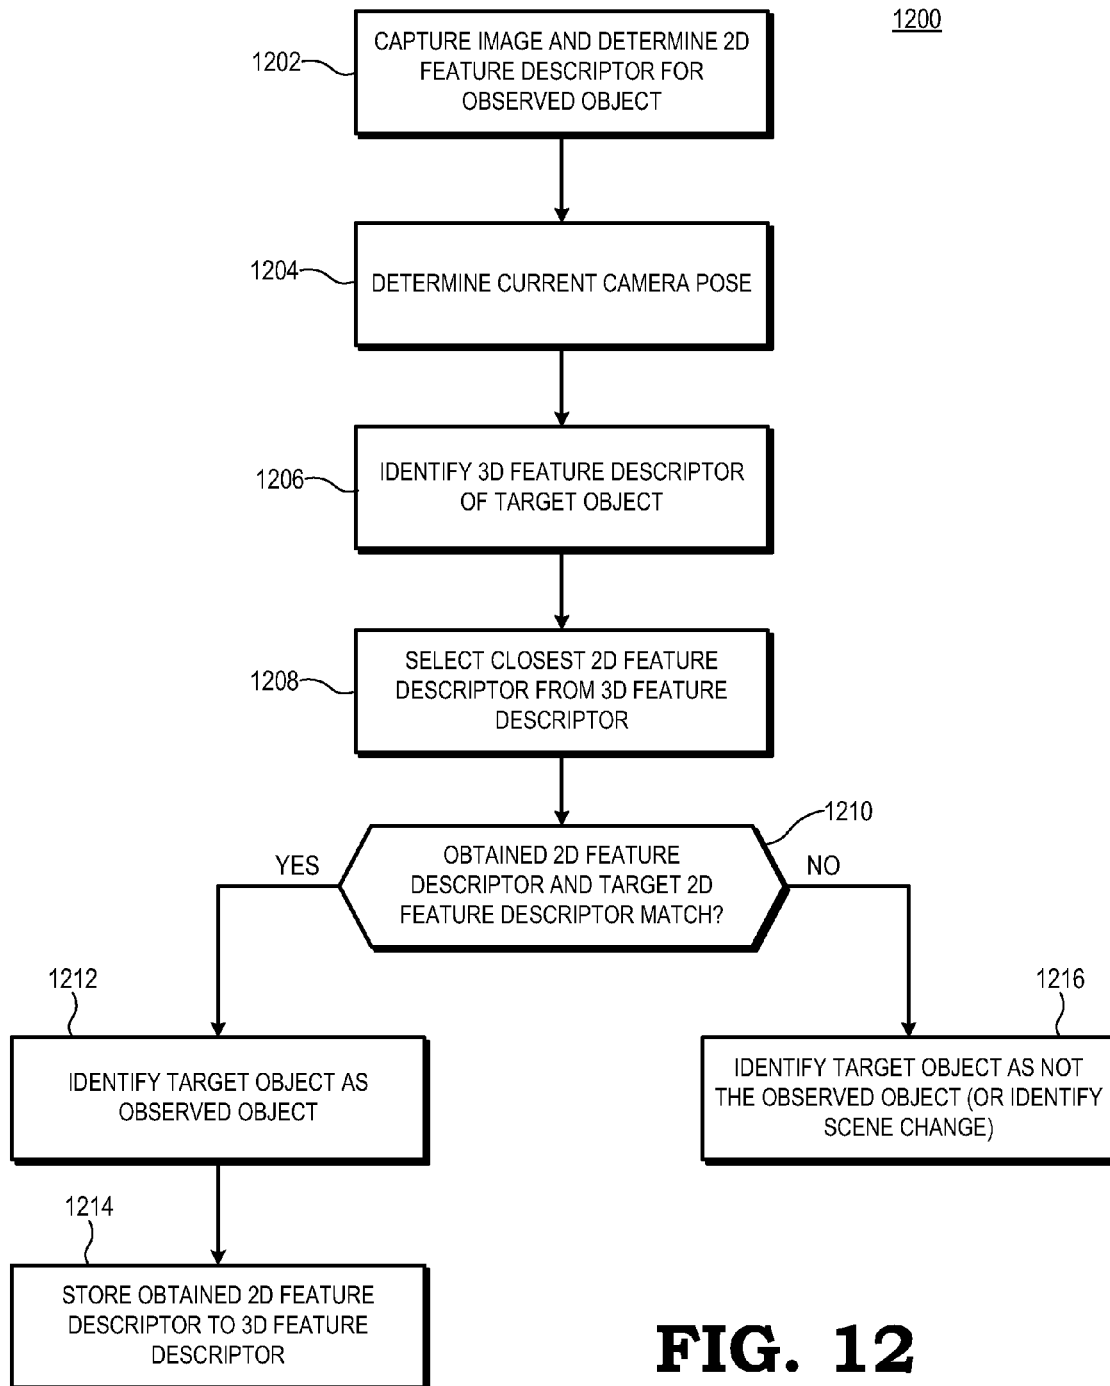 1200
1202
CAPTURE IMAGE AND DETERMINE 2D
FEATURE DESCRIPTOR FOR
OBSERVED OBJECT
1204
DETERMINE CURRENT CAMERA POSE
1206
IDENTIFY 3D FEATURE DESCRIPTOR
OF TARGET OBJECT
1208
SELECT CLOSEST 2D FEATURE
DESCRIPTOR FROM 3D FEATURE
DESCRIPTOR
1210
OBTAINED 2D FEATURE
DESCRIPTOR AND TARGET 2D
FEATURE DESCRIPTOR MATCH?
YES
NO
1212
IDENTIFY TARGET OBJECT AS
OBSERVED OBJECT
1216
IDENTIFY TARGET OBJECT AS NOT
THE OBSERVED OBJECT (OR IDENTIFY
SCENE CHANGE)
1214
STORE OBTAINED 2D FEATURE
DESCRIPTOR TO 3D FEATURE
DESCRIPTOR
FIG. 12